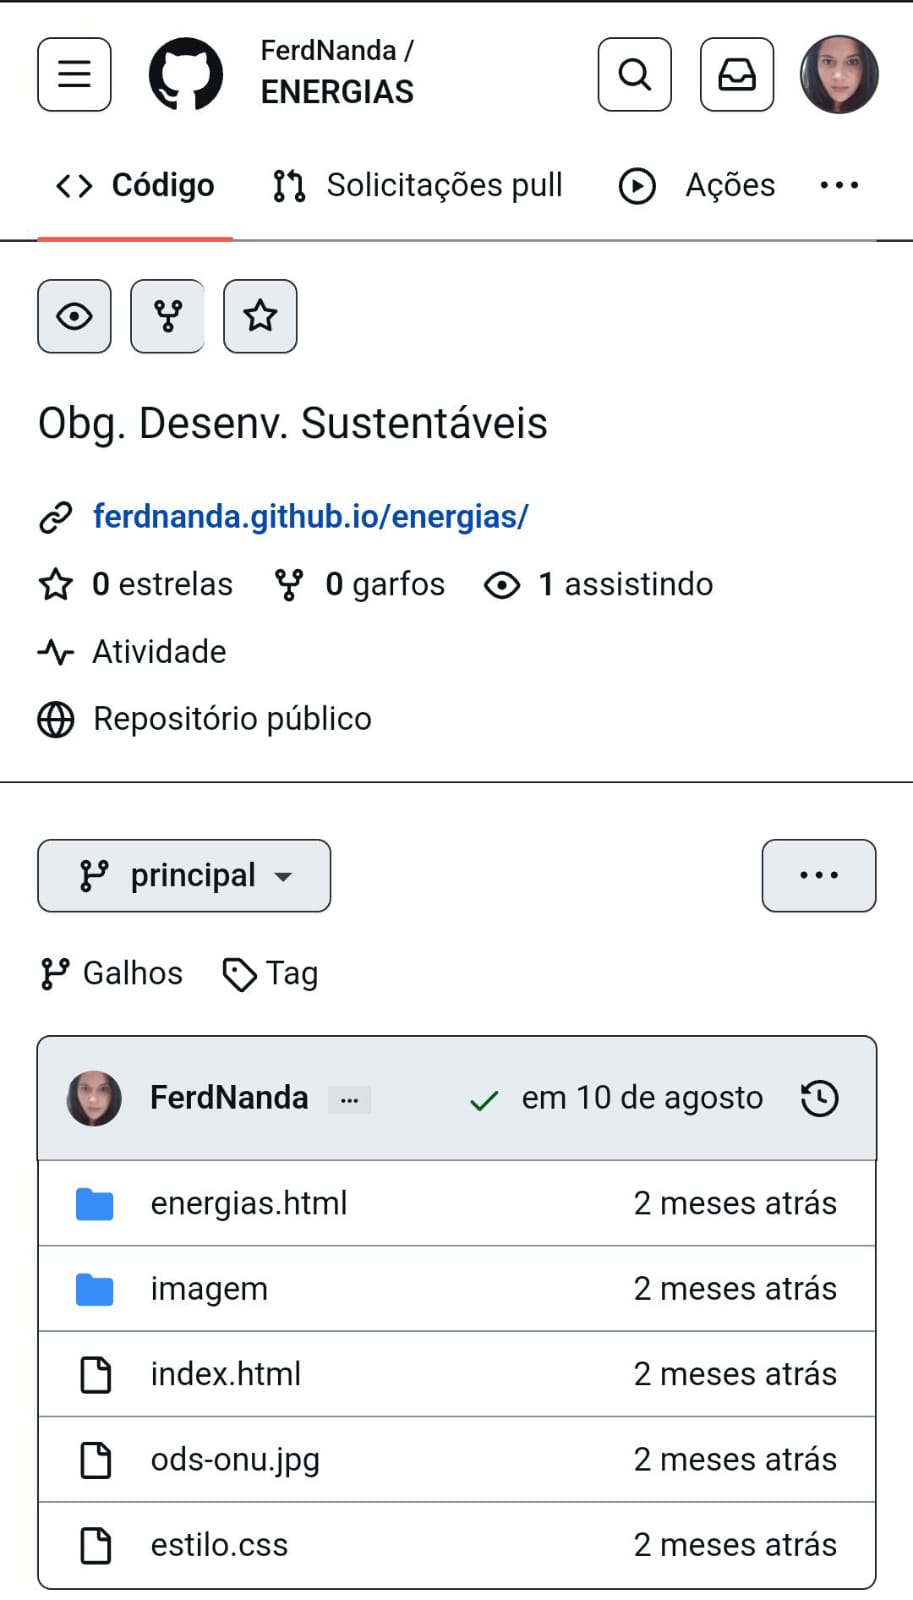 FerdNanda /
ENERGIAS
Código
Solicitações pull
Ações
Obg. Desenv. Sustentáveis
ferdnanda.github.io/energias/
0 estrelas 0 garfos 1 assistindo
Atividade
Repositório público
principal
Galhos Tag
FerdNanda ... em 10 de agosto
energias.html 2 meses atrás
imagem 2 meses atrás
index.html 2 meses atrás
ods-onu.jpg 2 meses atrás
estilo.css 2 meses atrás